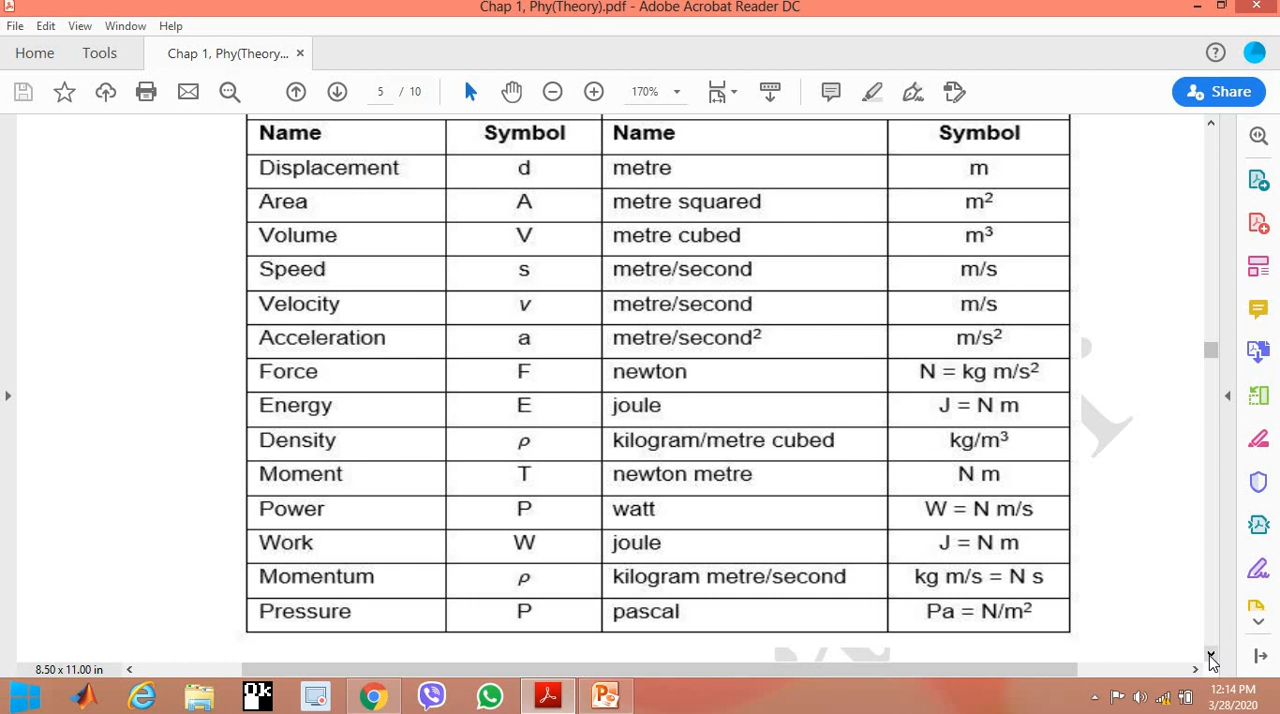 Chap 1, Phy(Theory).pdf - Adobe Acrobat Reader DC
File Edit View Window Help
Home Tools Chap 1, Phy(Theory... ×
5 / 10 170% Share
Name Symbol Name Symbol
Displacement d metre m
Area A metre squared m²
Volume V metre cubed m³
Speed s metre/second m/s
Velocity v metre/second m/s
Acceleration a metre/second² m/s²
Force F newton N = kg m/s²
Energy E joule J = N m
Density ρ kilogram/metre cubed kg/m³
Moment T newton metre N m
Power P watt W = N m/s
Work W joule J = N m
Momentum ρ kilogram metre/second kg m/s = N s
Pressure P pascal Pa = N/m²
8.50 x 11.00 in
12:14 PM
3/28/2020